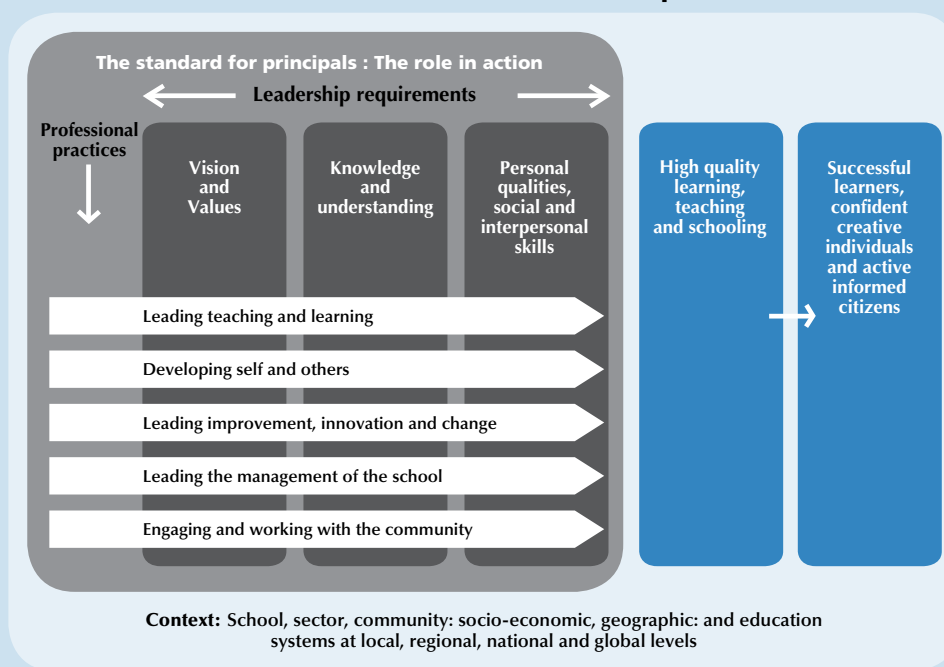 The standard for principals : The role in action
Leadership requirements
Professional
practices
Vision
and
Values
Knowledge
and
understanding
Personal
qualities,
social and
interpersonal
skills
High quality
learning,
teaching
and schooling
Successful
learners,
confident
creative
individuals
and active
informed
citizens
Leading teaching and learning
Developing self and others
Leading improvement, innovation and change
Leading the management of the school
Engaging and working with the community
Context: School, sector, community: socio-economic, geographic: and education
systems at local, regional, national and global levels